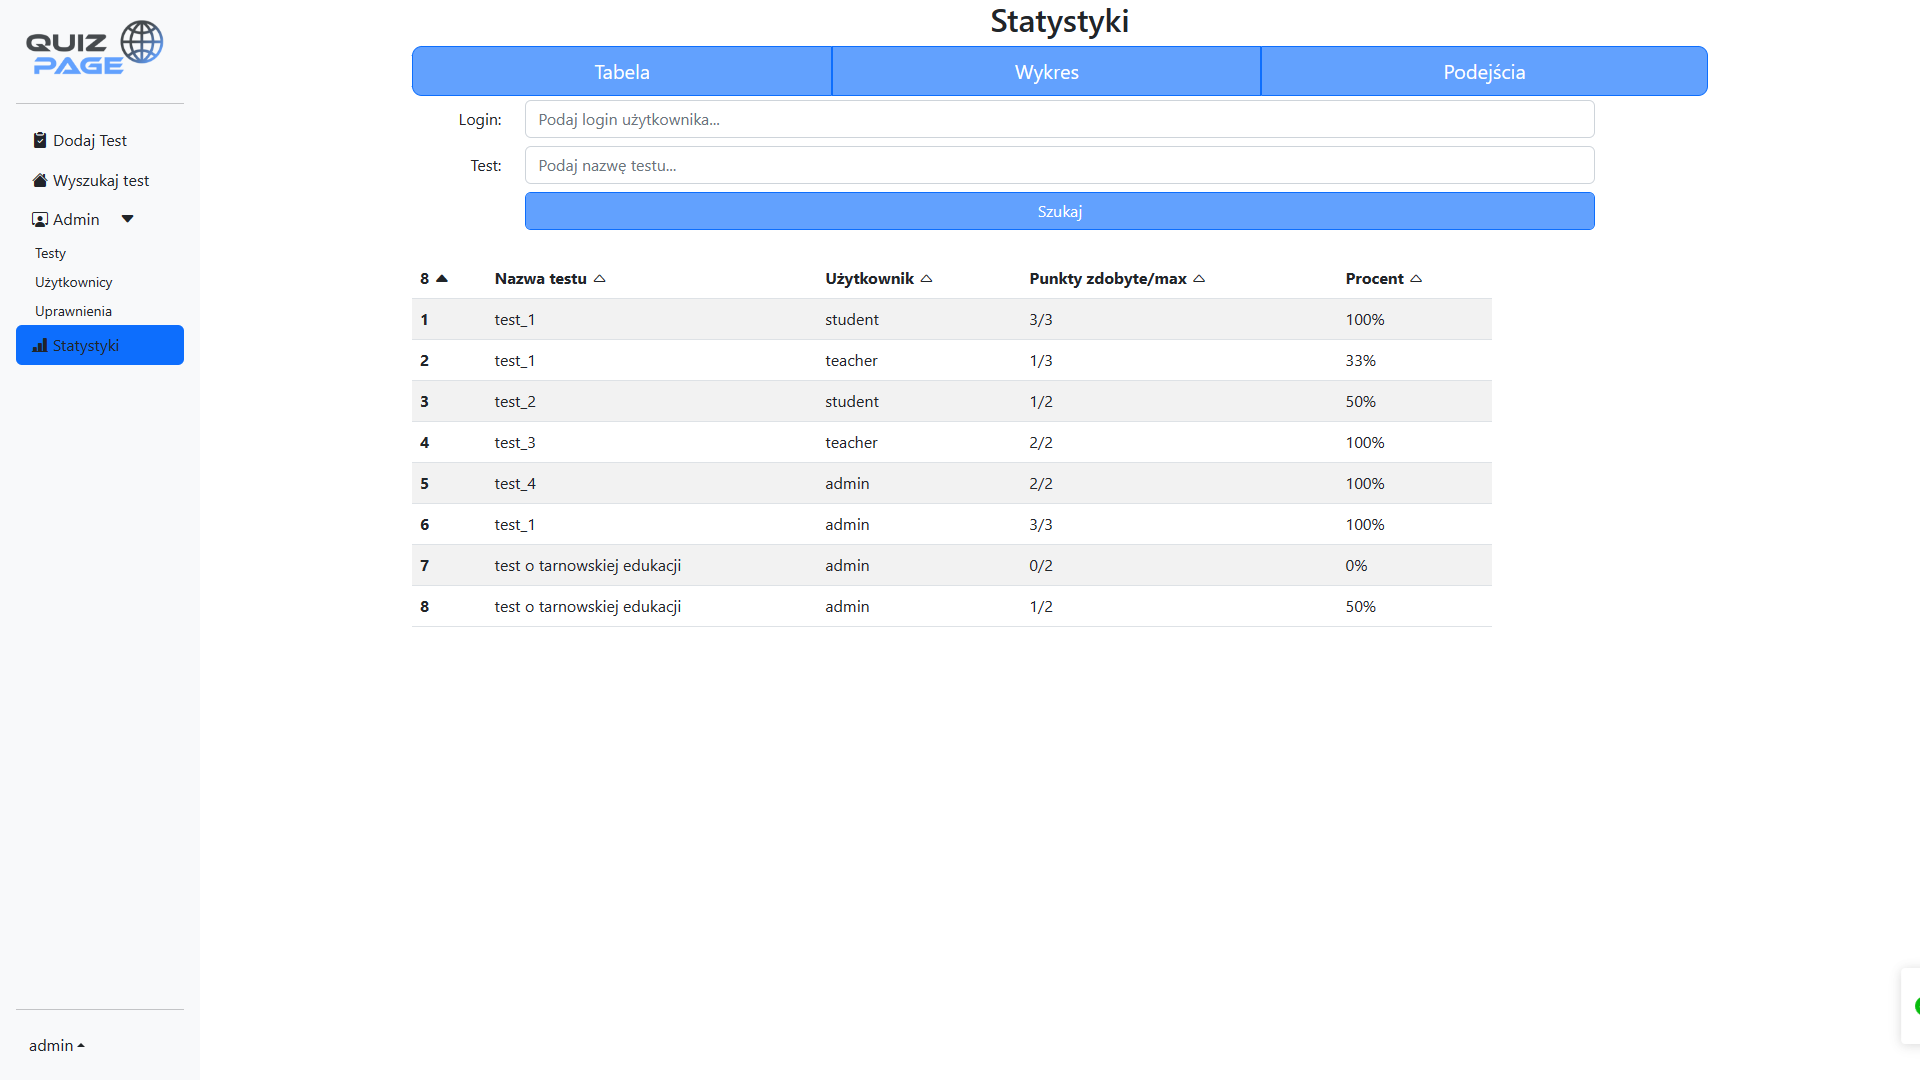 QUIZ
PAGE
Dodaj Test
Wyszukaj test
Admin
Testy
Użytkownicy
Uprawnienia
Statystyki
admin
Statystyki
Tabela Wykres Podejścia
Login: Podaj login użytkownika...
Test: Podaj nazwę testu...
Szukaj
8 Nazwa testu Użytkownik Punkty zdobyte/max Procent
1 test_1 student 3/3 100%
2 test_1 teacher 1/3 33%
3 test_2 student 1/2 50%
4 test_3 teacher 2/2 100%
5 test_4 admin 2/2 100%
6 test_1 admin 3/3 100%
7 test o tarnowskiej edukacji admin 0/2 0%
8 test o tarnowskiej edukacji admin 1/2 50%